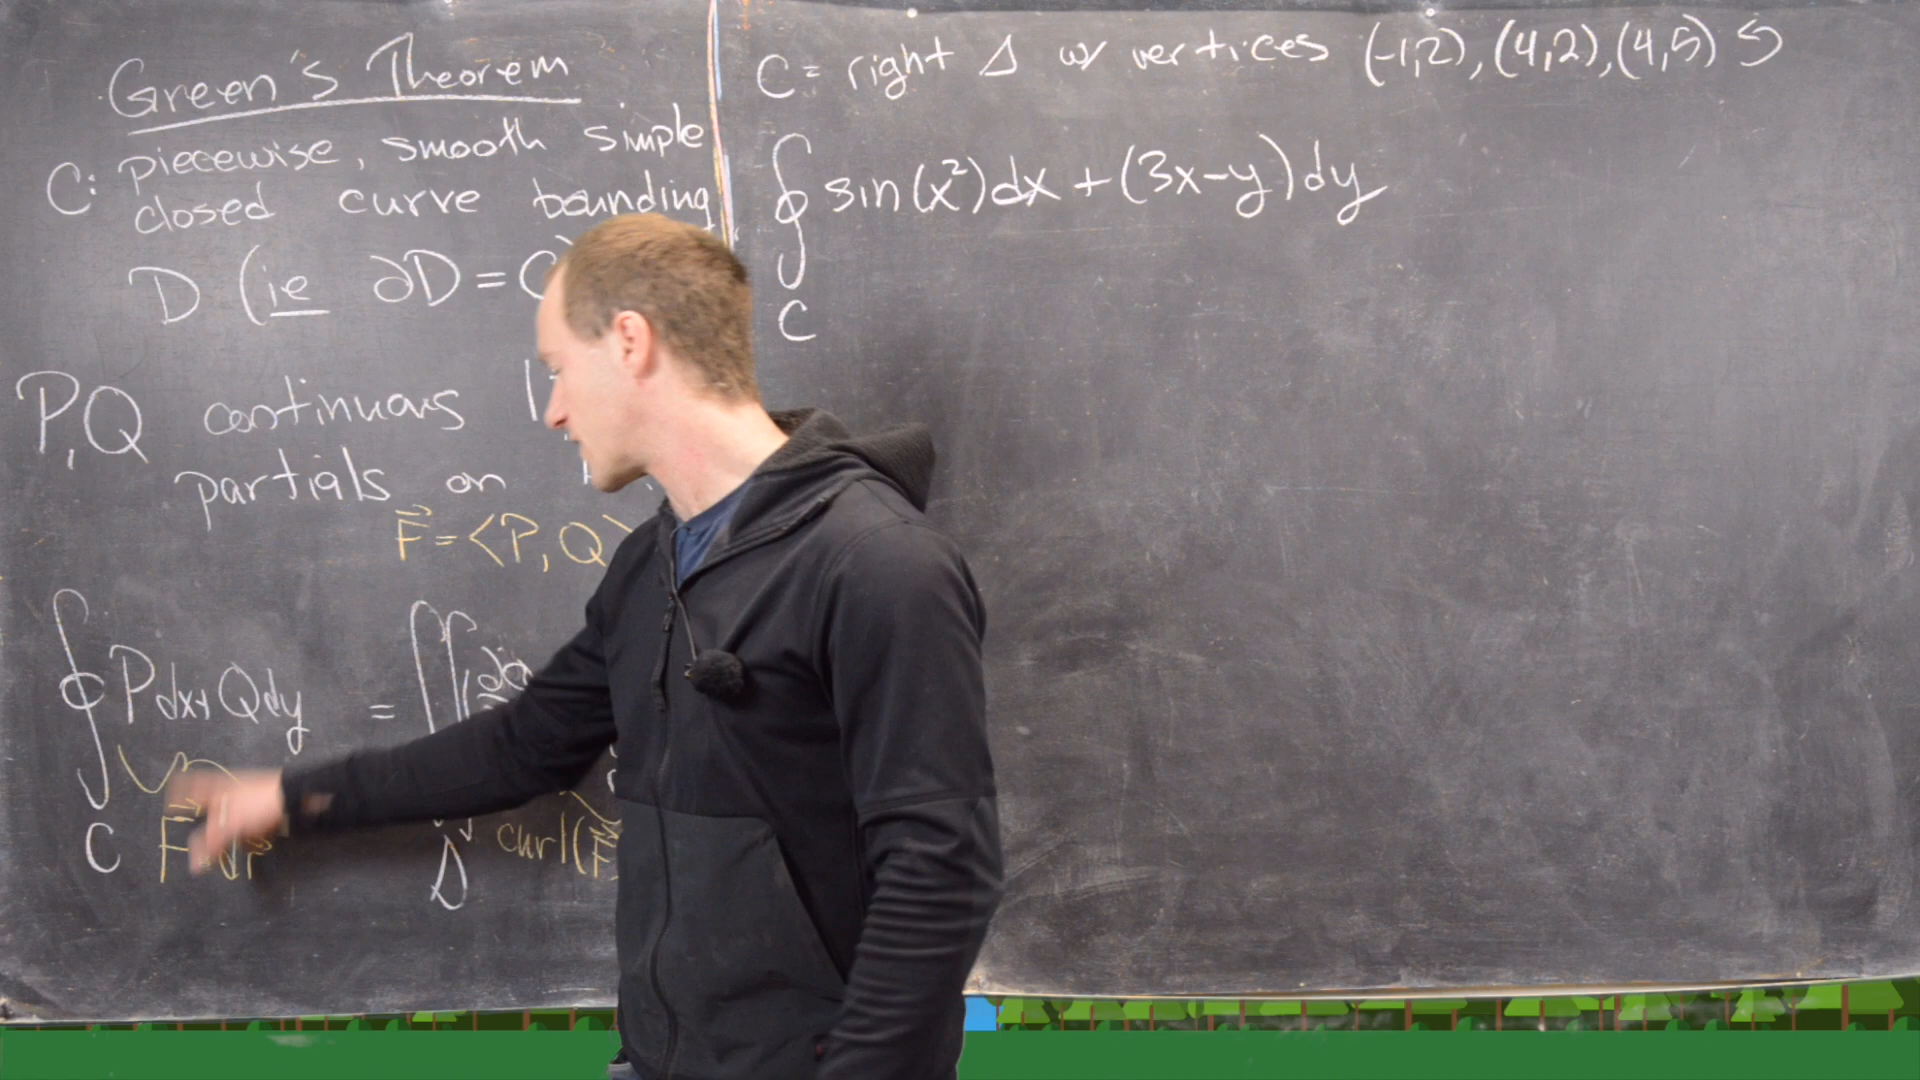 Green's Theorem
C: piecewise, smooth simple
closed curve bounding
D (ie ∂D = C
P,Q continuous
partials on
F⃗ = <P, Q
∮ Pdx+ Qdy = ∬
C F⃗ dr⃗ D curl(F⃗
C = right Δ w/ vertices (-1,2), (4,2), (4,5) ↺
∮ sin(x²)dx + (3x-y)dy
C